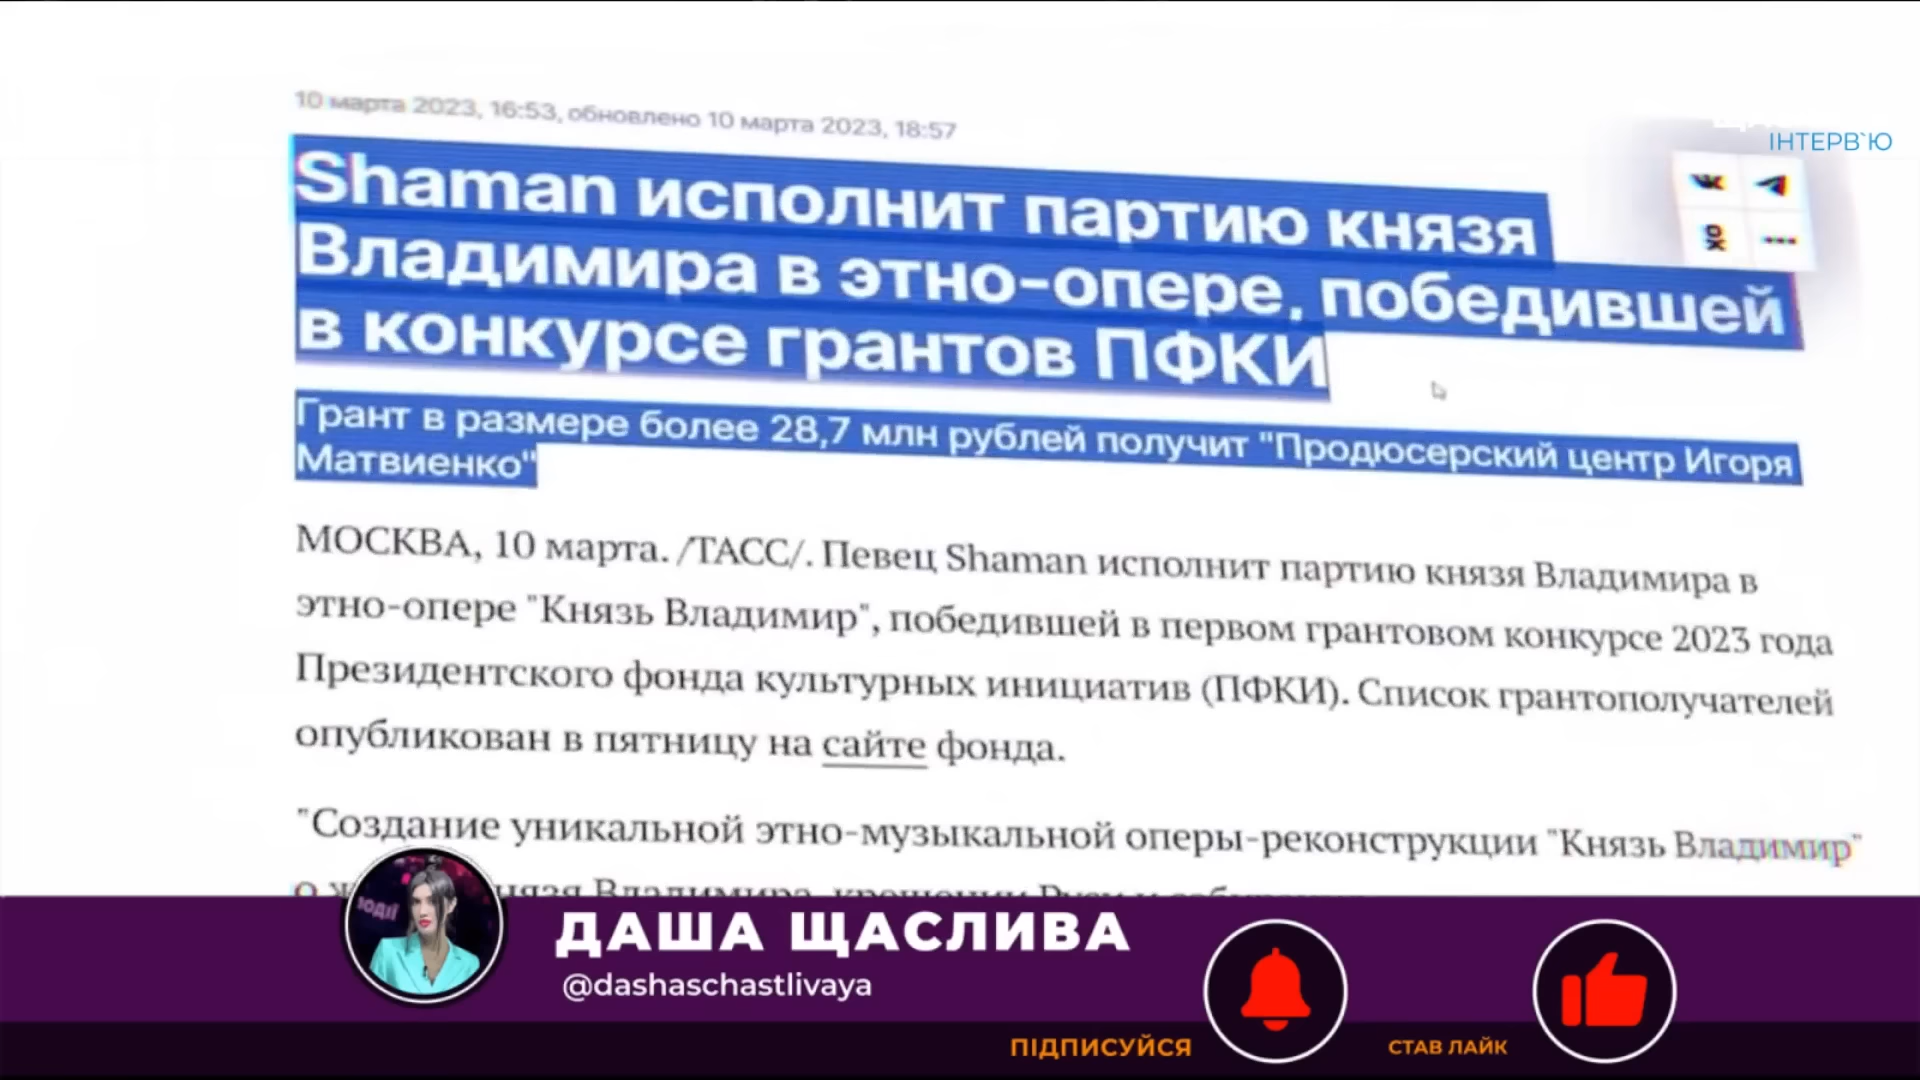 10 марта 2023, 16:53, обновлено 10 марта 2023, 18:57
ІНТЕРВ`Ю
Shaman исполнит партию князя
Владимира в этно-опере, победившей
в конкурсе грантов ПФКИ
Грант в размере более 28,7 млн рублей получит "Продюсерский центр Игоря
Матвиенко"
МОСКВА, 10 марта. /ТАСС/. Певец Shaman исполнит партию князя Владимира в
этно-опере "Князь Владимир", победившей в первом грантовом конкурсе 2023 года
Президентского фонда культурных инициатив (ПФКИ). Список грантополучателей
опубликован в пятницу на сайте фонда.
"Создание уникальной этно-музыкальной оперы-реконструкции "Князь Владимир"
Владимира, крещении Руси и
ДАША ЩАСЛИВА
@dashaschastlivaya
ПІДПИСУЙСЯ
СТАВ ЛАЙК